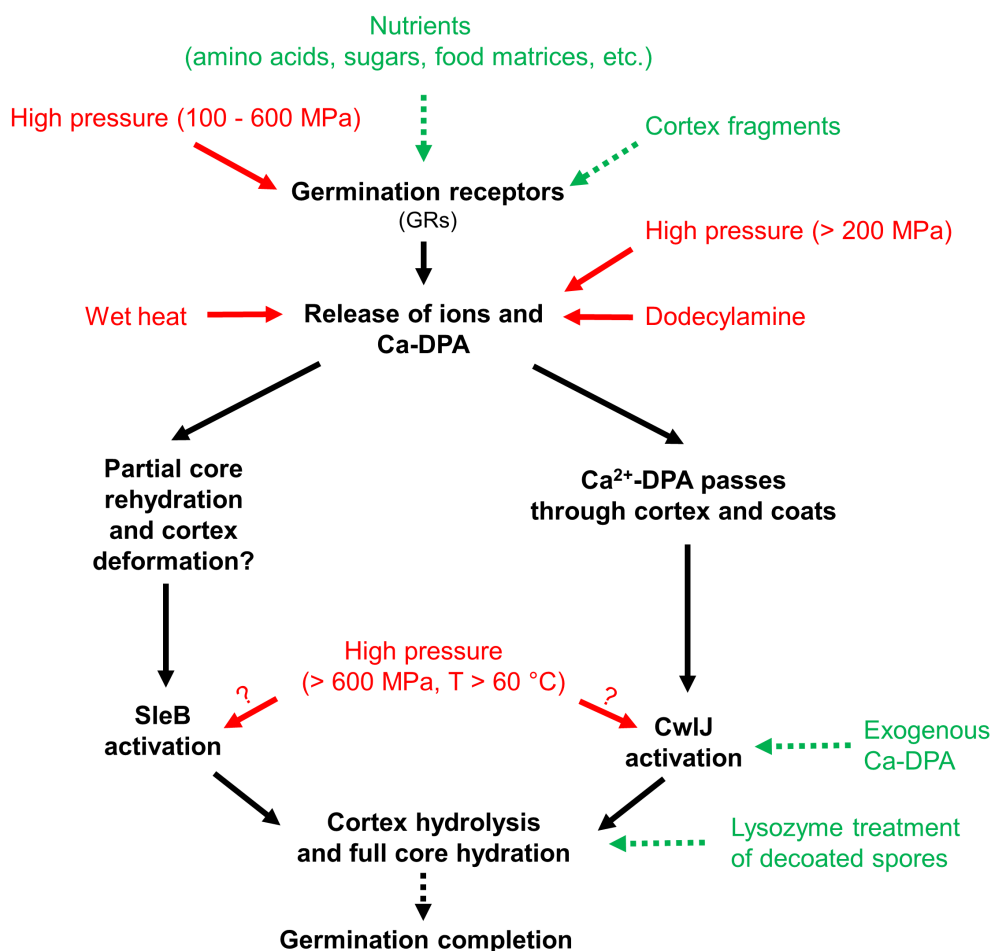 Nutrients
(amino acids, sugars, food matrices, etc.)
High pressure (100 - 600 MPa)
Cortex fragments
Germination receptors
(GRs)
High pressure (> 200 MPa)
Wet heat
Release of ions and
Ca-DPA
Dodecylamine
Partial core
rehydration
and cortex
deformation?
Ca²⁺-DPA passes
through cortex and coats
High pressure
(> 600 MPa, T > 60 °C)
?
?
SleB
activation
CwlJ
activation
Exogenous
Ca-DPA
Cortex hydrolysis
and full core hydration
Lysozyme treatment
of decoated spores
Germination completion